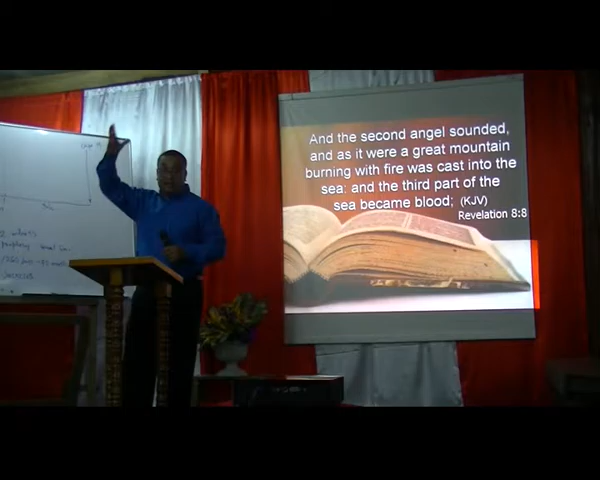 And the second angel sounded,
and as it were a great mountain
burning with fire was cast into the
sea: and the third part of the
sea became blood; (KJV)
Revelation 8:8